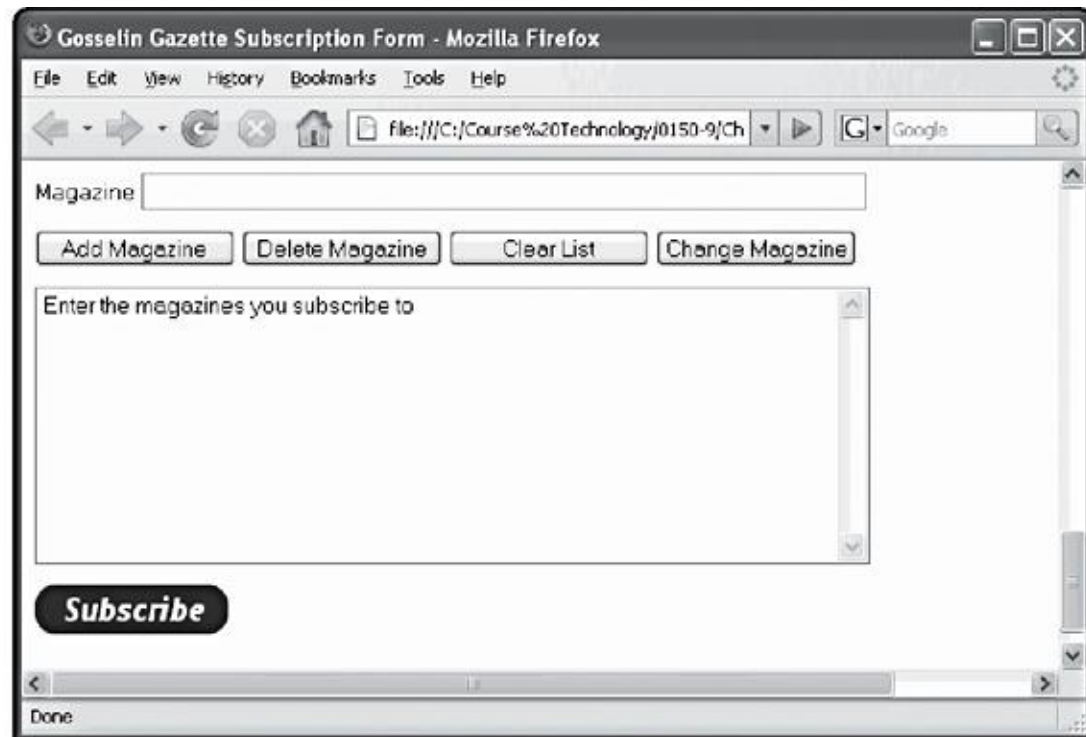 Gosselin Gazette Subscription Form - Mozilla Firefox
File Edit View History Bookmarks Tools Help
file:///C:/Course%20Technology/0150-9/Ch G Google
Magazine
Add Magazine Delete Magazine Clear List Change Magazine
Enter the magazines you subscribe to
Subscribe
Done